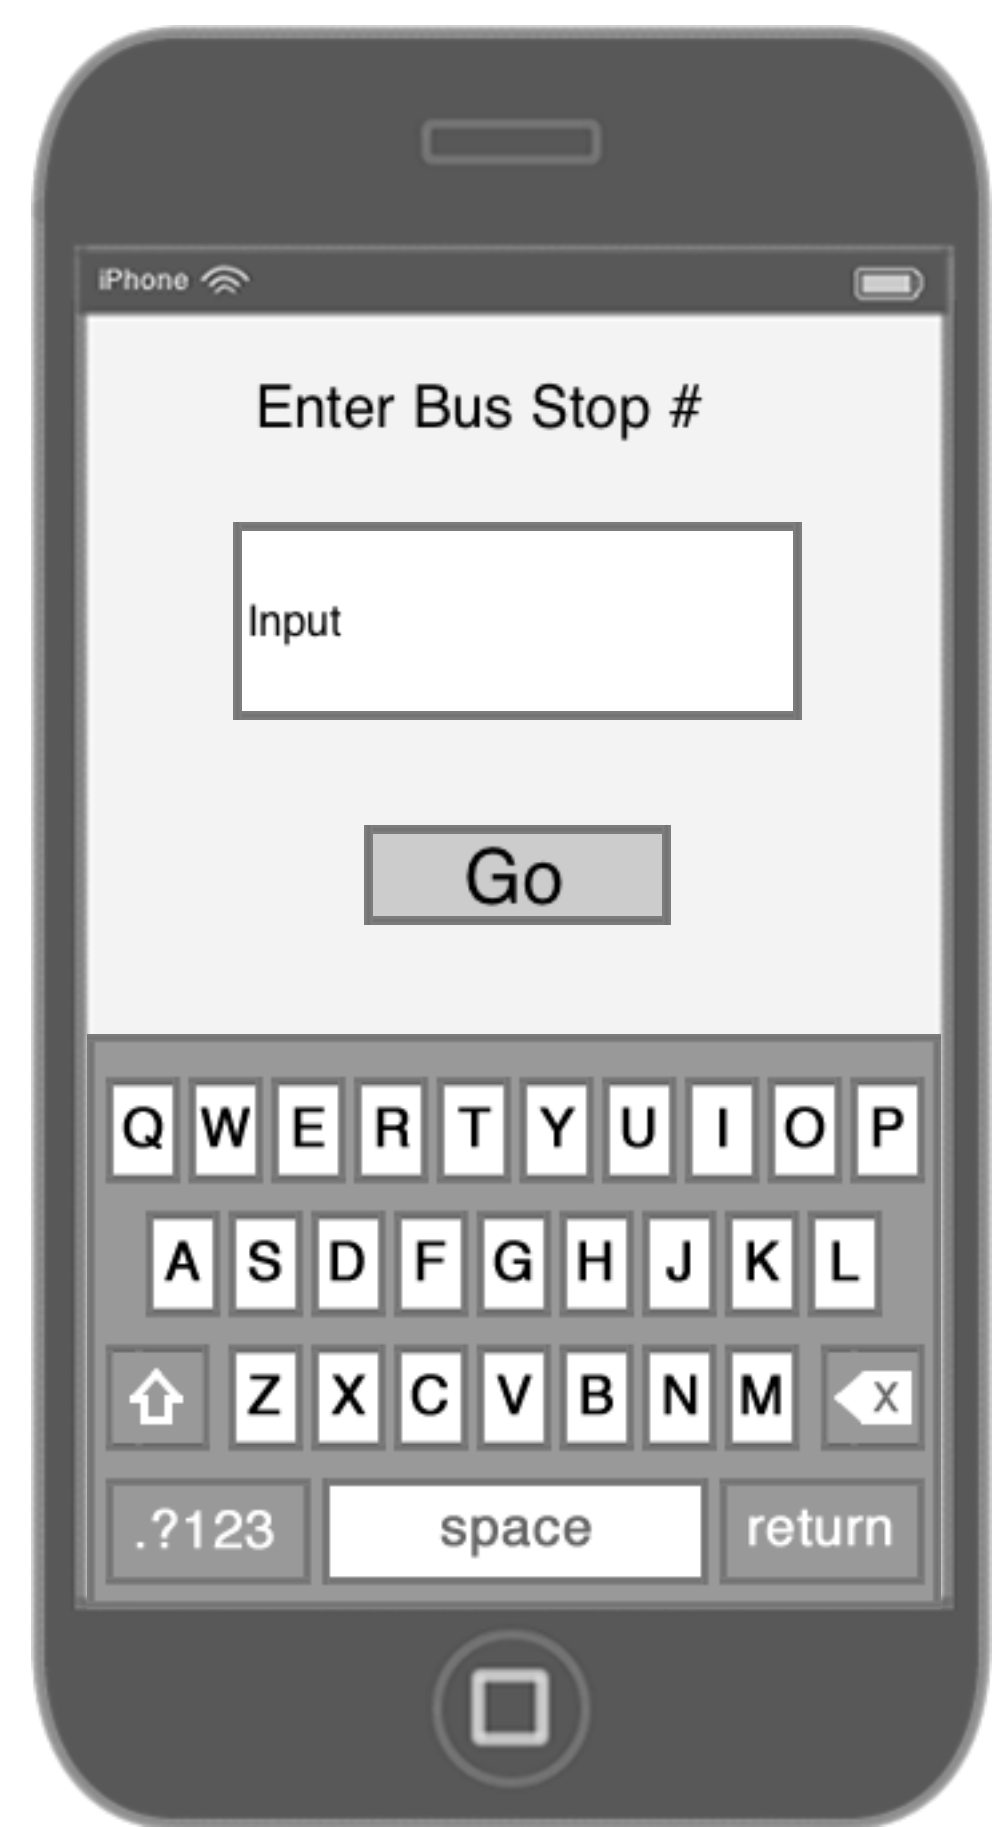 iPhone
Enter Bus Stop #
Input
Go
Q W E R T Y U I O P
A S D F G H J K L
Z X C V B N M X
.?123 space return